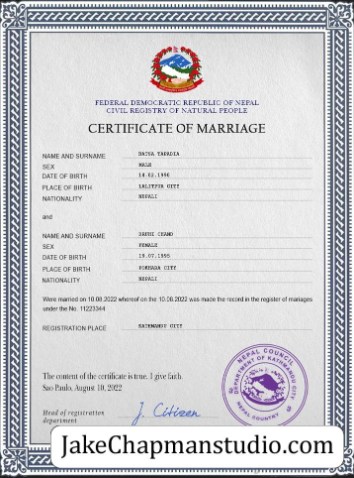 FEDERAL DEMOCRATIC REPUBLIC OF NEPAL
CIVIL REGISTRY OF NATURAL PEOPLE
CERTIFICATE OF MARRIAGE
NAME AND SURNAME
SEX MALE
DATE OF BIRTH 14.02.1996
PLACE OF BIRTH LALITPUR CITY
NATIONALITY NEPALI
and
NAME AND SURNAME CHAND
SEX FEMALE
DATE OF BIRTH 19.07.1995
PLACE OF BIRTH POKHARA CITY
NATIONALITY NEPALI
Were married on 10.08.2022 whereof on the 10.08.2022 was made the record in the register of mariages
under the No. 11223344
REGISTRATION PLACE KATHMANDU CITY
The content of the certificate is true. I give faith.
Sao Paulo, August 10, 2022
NEPAL COUNCIL
DEPARTMENT OF KATHMANDU CITY
NEPAL COUNTRY
Head of registration
department
J. Citizen
JakeChapmanstudio.com